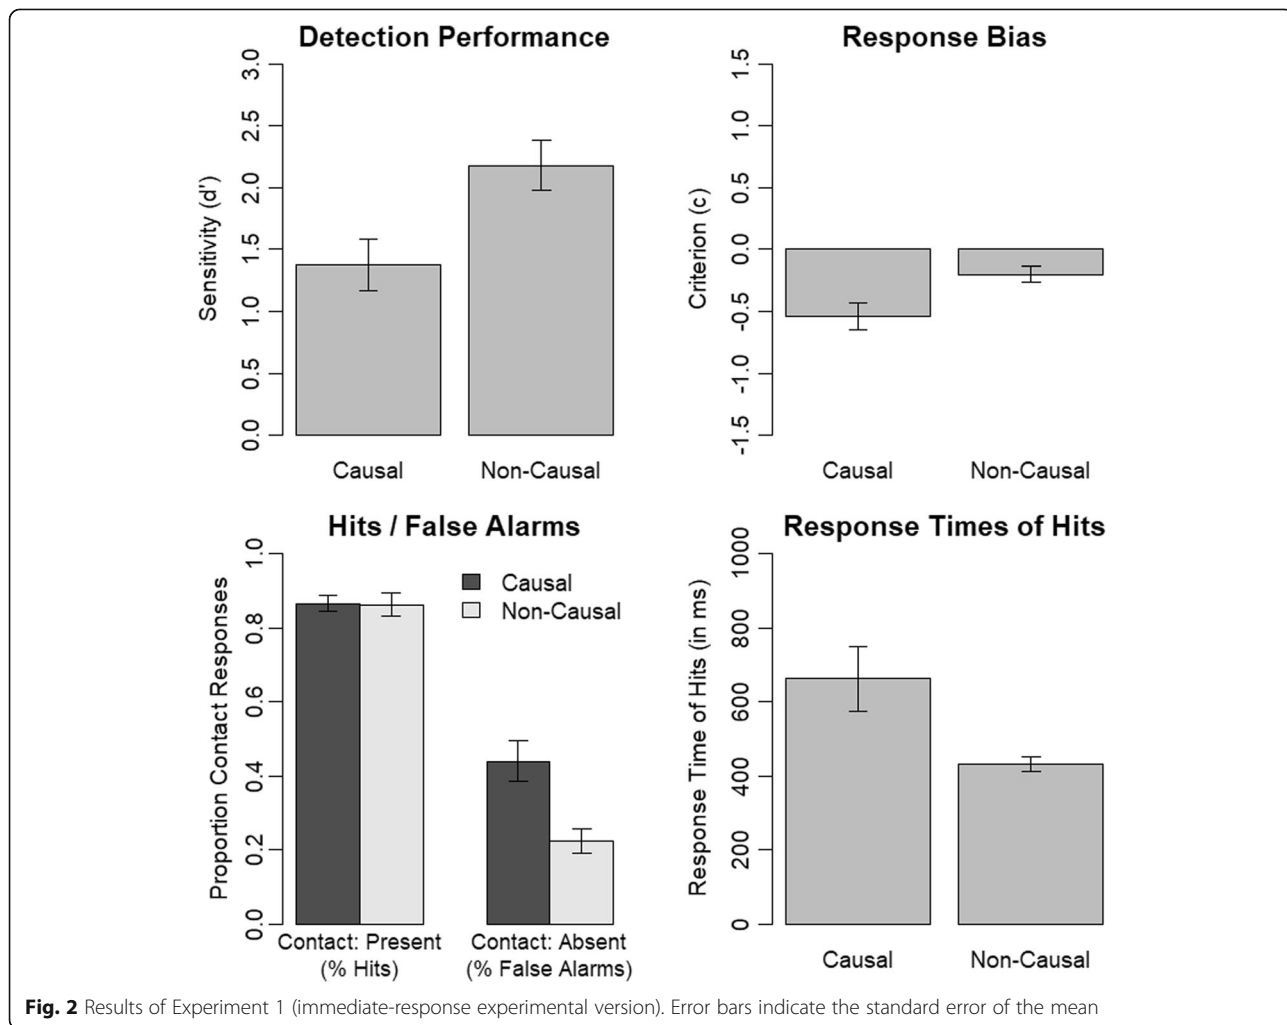 Detection Performance
Sensitivity (d')
3.0
2.5
2.0
1.5
1.0
0.5
0.0
Causal
Non-Causal
Response Bias
Criterion (c)
1.5
1.0
0.5
0.0
-0.5
-1.0
-1.5
Causal
Non-Causal
Hits / False Alarms
Proportion Contact Responses
1.0
0.8
0.6
0.4
0.2
0.0
Causal
Non-Causal
Contact: Present
(% Hits)
Contact: Absent
(% False Alarms)
Response Times of Hits
Response Time of Hits (in ms)
1000
800
600
400
200
0
Causal
Non-Causal
Fig. 2 Results of Experiment 1 (immediate-response experimental version). Error bars indicate the standard error of the mean